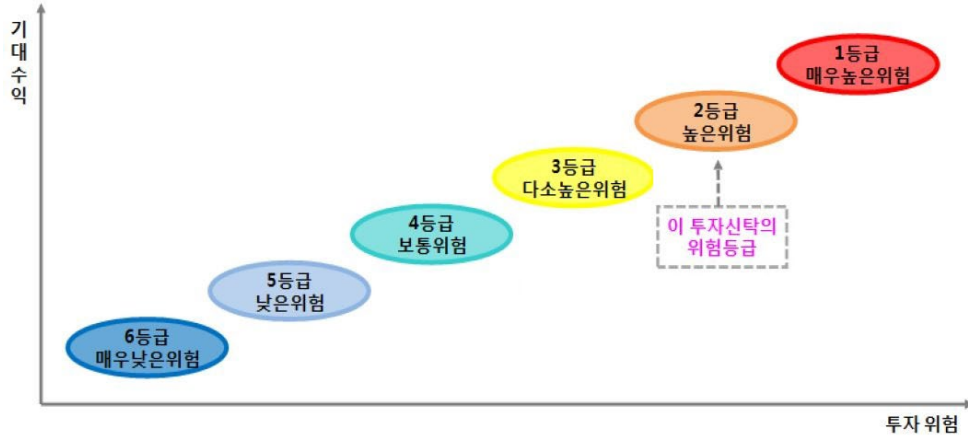 기대수익
1등급
매우높은위험
2등급
높은위험
3등급
다소높은위험
이 투자신탁의
위험등급
4등급
보통위험
5등급
낮은위험
6등급
매우낮은위험
투자 위험